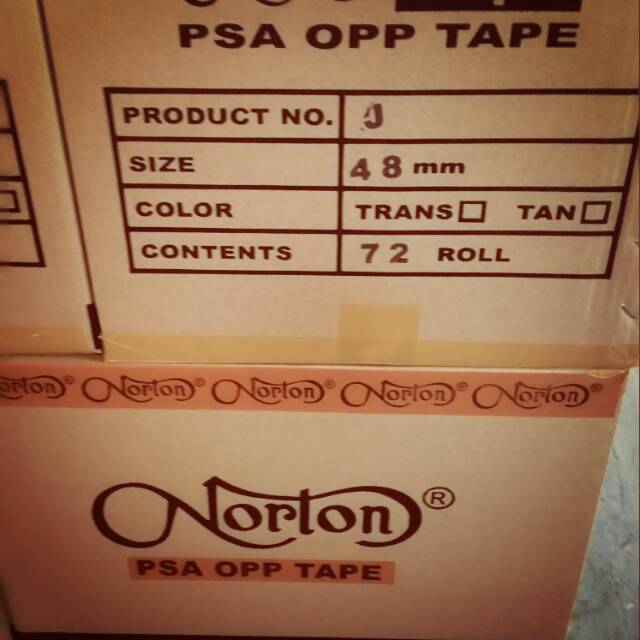 PSA OPP TAPE
PRODUCT NO. J
SIZE 48 mm
COLOR TRANS TAN
CONTENTS 72 ROLL
Norton® Norton® Norton® Norton®
Norton®
PSA OPP TAPE